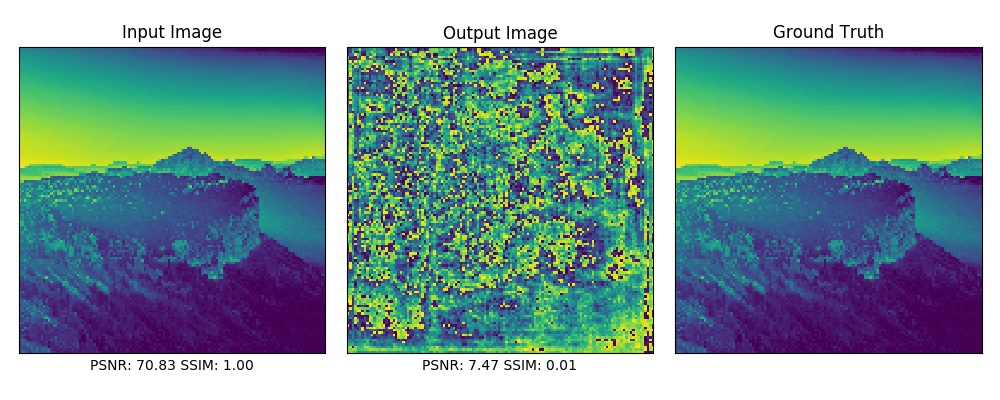 Input Image
Output Image
Ground Truth
PSNR: 70.83 SSIM: 1.00
PSNR: 7.47 SSIM: 0.01